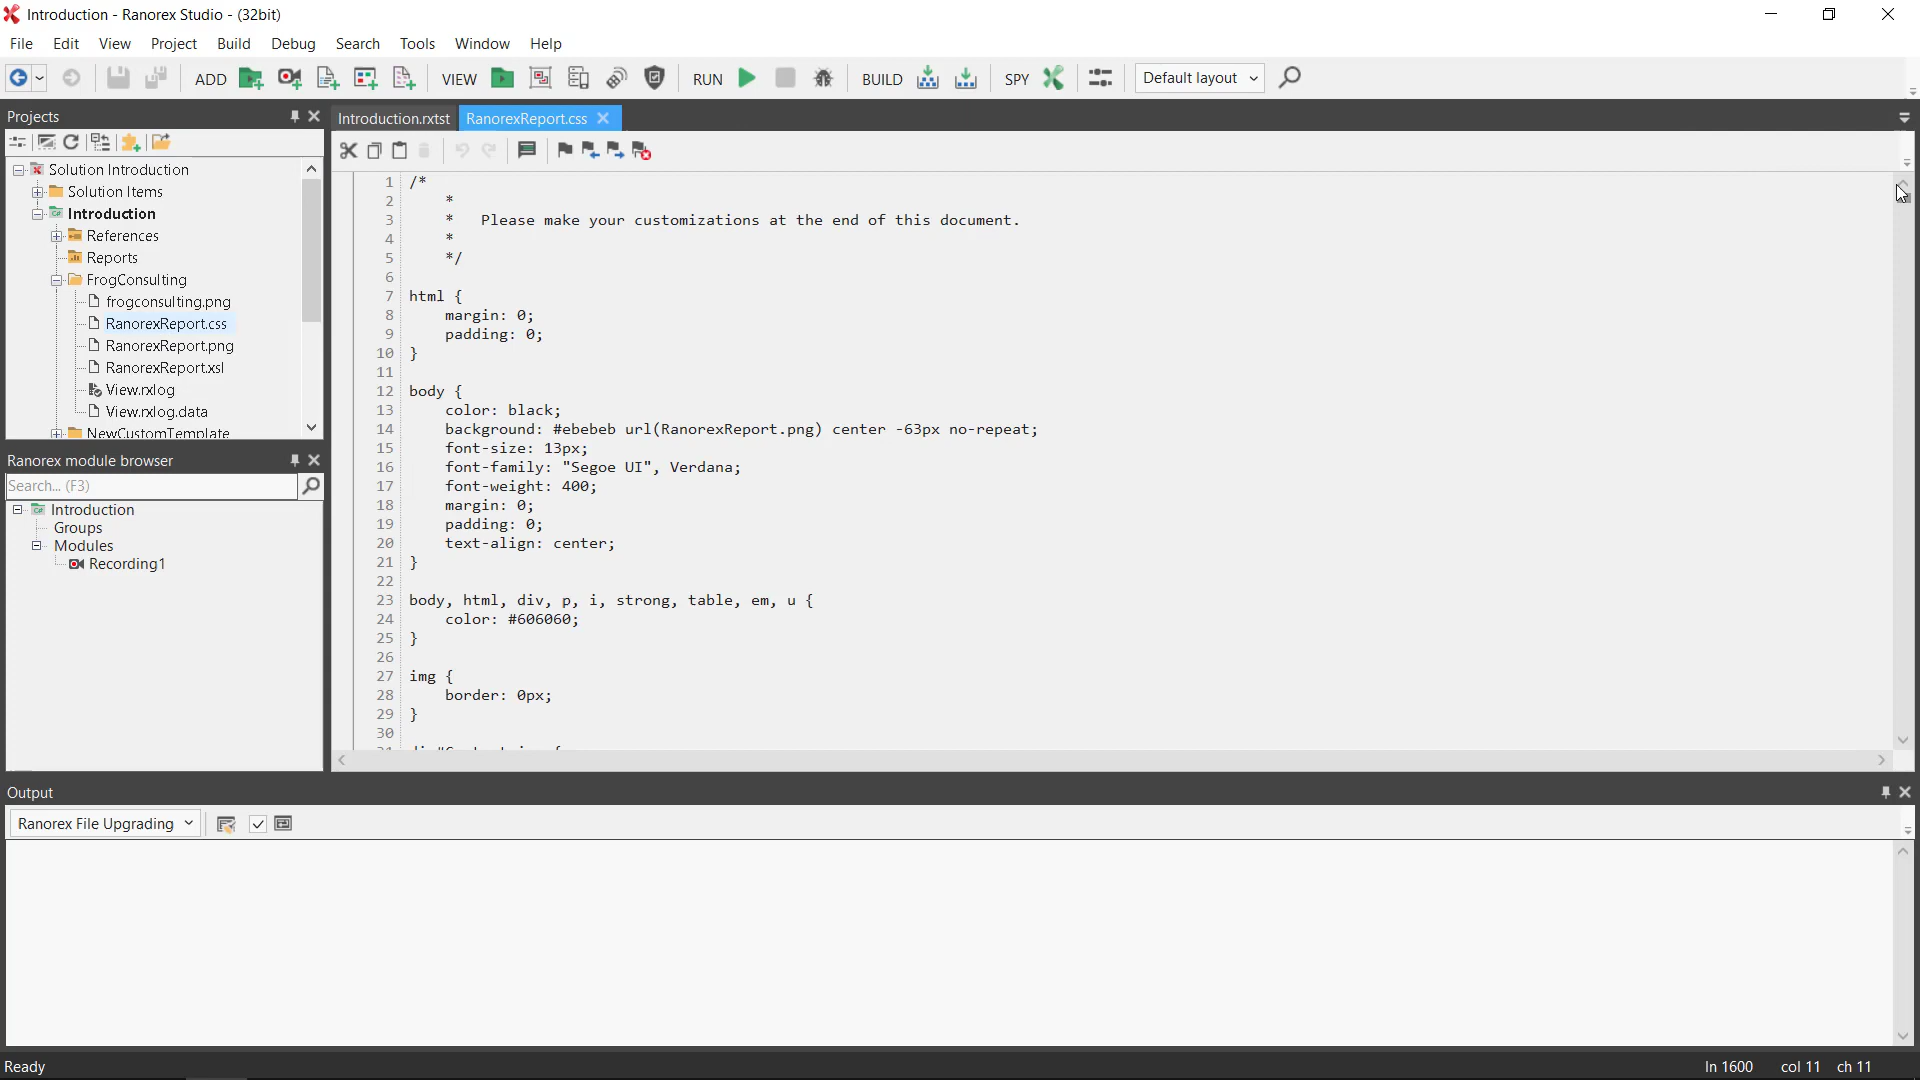 Introduction - Ranorex Studio - (32bit)
File Edit View Project Build Debug Search Tools Window Help
ADD VIEW RUN BUILD SPY Default layout
Projects
Solution Introduction
Solution Items
Introduction
References
Reports
FrogConsulting
frogconsulting.png
RanorexReport.css
RanorexReport.png
RanorexReport.xsl
View.rxlog
View.rxlog.data
NewCustomTemplate
Ranorex module browser
Search... (F3)
Introduction
Groups
Modules
Recording1
Introduction.rxtst RanorexReport.css
1 /*
2 *
3 * Please make your customizations at the end of this document.
4 *
5 */
6
7 html {
8 margin: 0;
9 padding: 0;
10 }
11
12 body {
13 color: black;
14 background: #ebebeb url(RanorexReport.png) center -63px no-repeat;
15 font-size: 13px;
16 font-family: "Segoe UI", Verdana;
17 font-weight: 400;
18 margin: 0;
19 padding: 0;
20 text-align: center;
21 }
22
23 body, html, div, p, i, strong, table, em, u {
24 color: #606060;
25 }
26
27 img {
28 border: 0px;
29 }
30
Output
Ranorex File Upgrading
Ready
ln 1600 col 11 ch 11